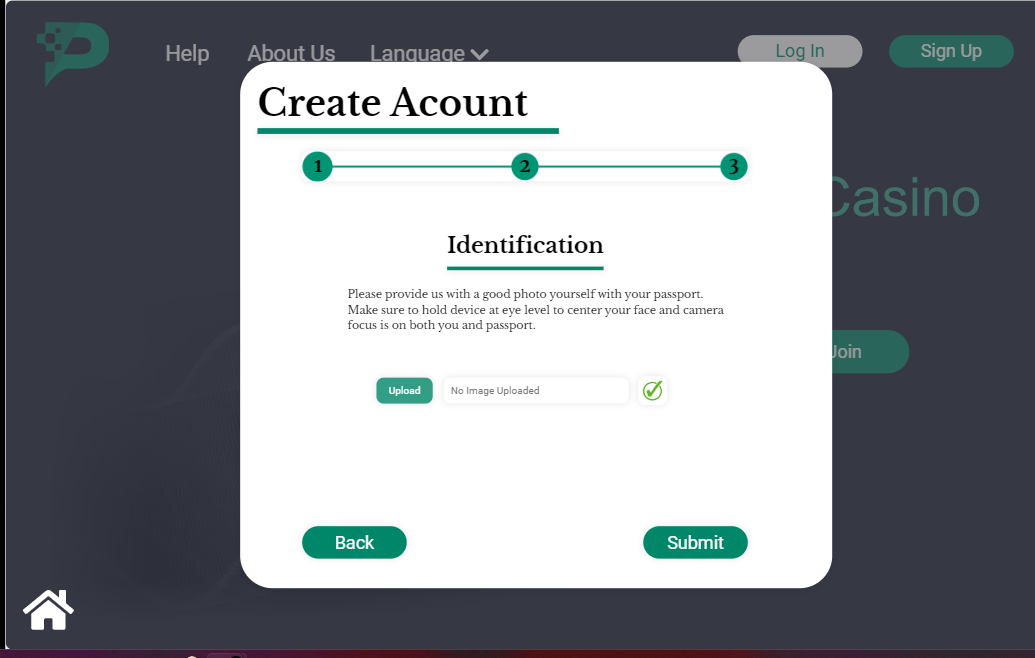 Help About Us Language
Log In Sign Up
Create Acount
1 2 3
Casino
Identification
Please provide us with a good photo yourself with your passport.
Make sure to hold device at eye level to center your face and camera
focus is on both you and passport.
Join
Upload No Image Uploaded
Back Submit